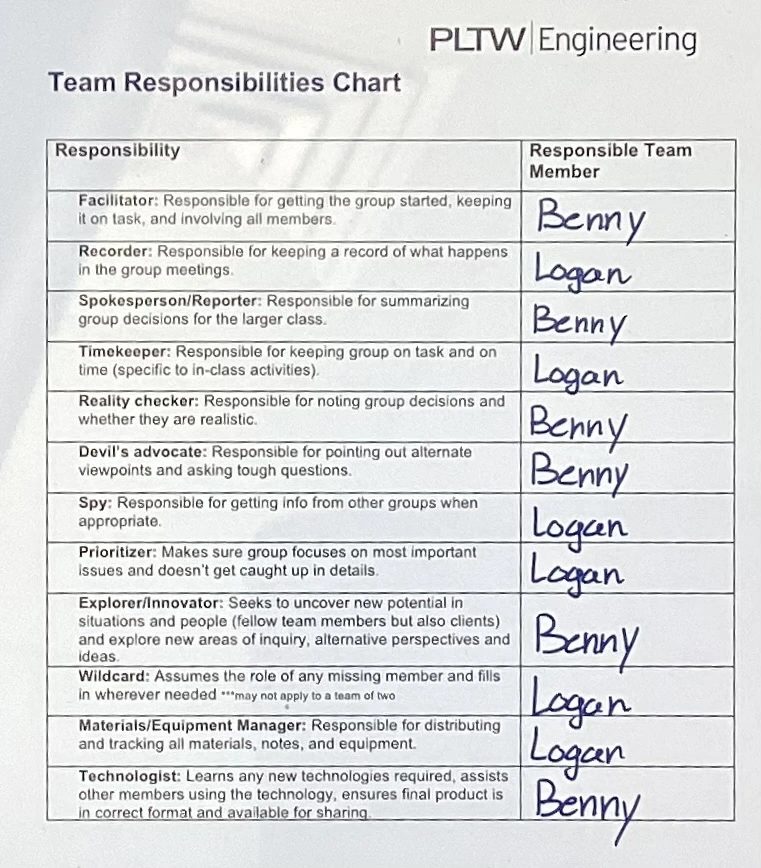 PLTW | Engineering
Team Responsibilities Chart
Responsibility
Responsible Team
Member
Facilitator: Responsible for getting the group started, keeping
it on task, and involving all members.
Benny
Recorder: Responsible for keeping a record of what happens
in the group meetings.
Logan
Spokesperson/Reporter: Responsible for summarizing
group decisions for the larger class.
Benny
Timekeeper: Responsible for keeping group on task and on
time (specific to in-class activities).
Logan
Reality checker: Responsible for noting group decisions and
whether they are realistic.
Benny
Devil's advocate: Responsible for pointing out alternate
viewpoints and asking tough questions.
Benny
Spy: Responsible for getting info from other groups when
appropriate.
Logan
Prioritizer: Makes sure group focuses on most important
issues and doesn't get caught up in details.
Logan
Explorer/Innovator: Seeks to uncover new potential in
situations and people (fellow team members but also clients)
and explore new areas of inquiry, alternative perspectives and
ideas.
Benny
Wildcard: Assumes the role of any missing member and fills
in wherever needed ***may not apply to a team of two
Logan
Materials/Equipment Manager: Responsible for distributing
and tracking all materials, notes, and equipment.
Logan
Technologist: Learns any new technologies required, assists
other members using the technology, ensures final product is
in correct format and available for sharing.
Benny